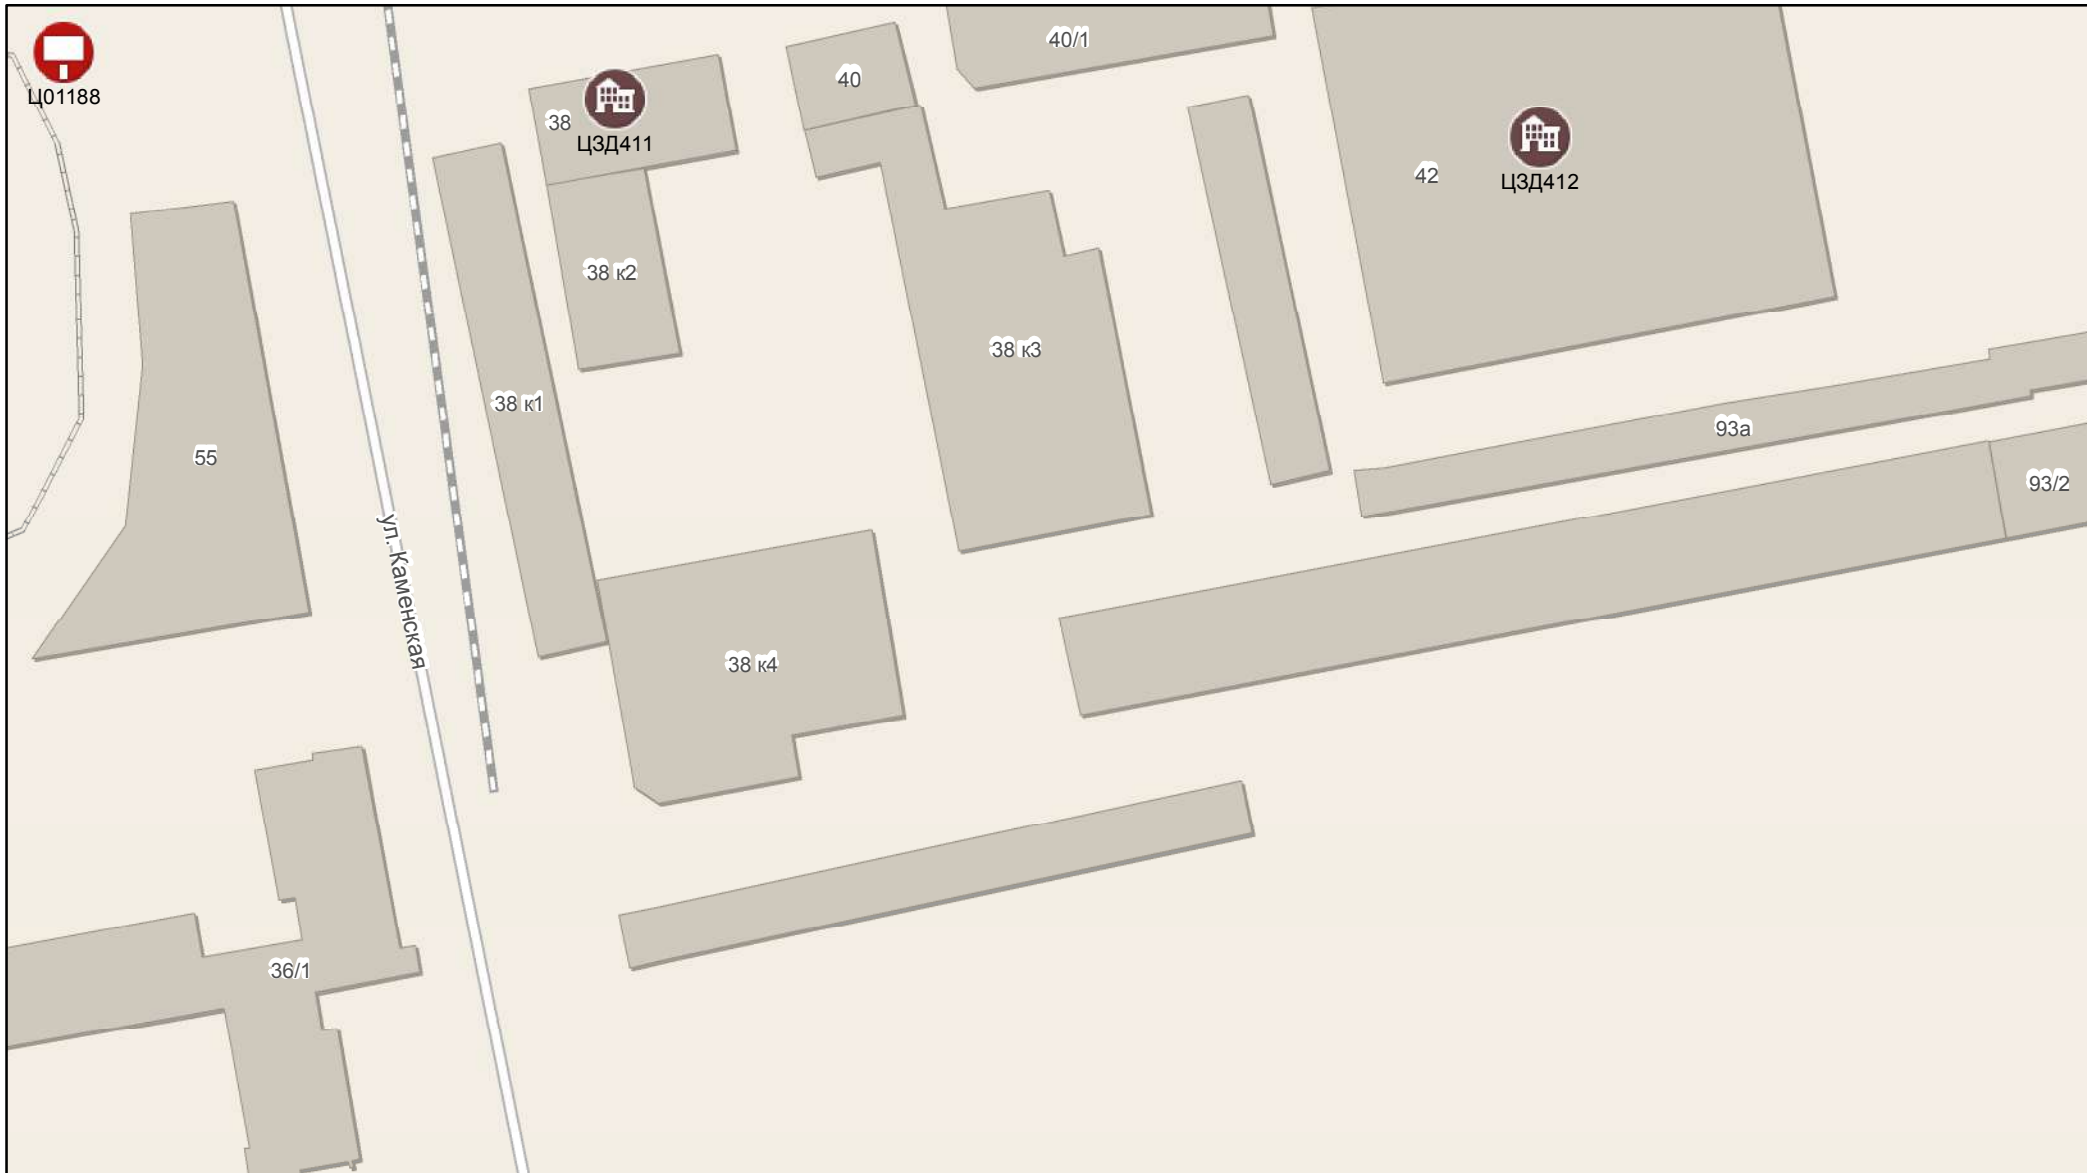 40/1
Ц01188
40
38
ЦЗД411
42
ЦЗД412
38 к2
38 к3
38 к1
93а
55
93/2
ул. Каменская
38 к4
36/1